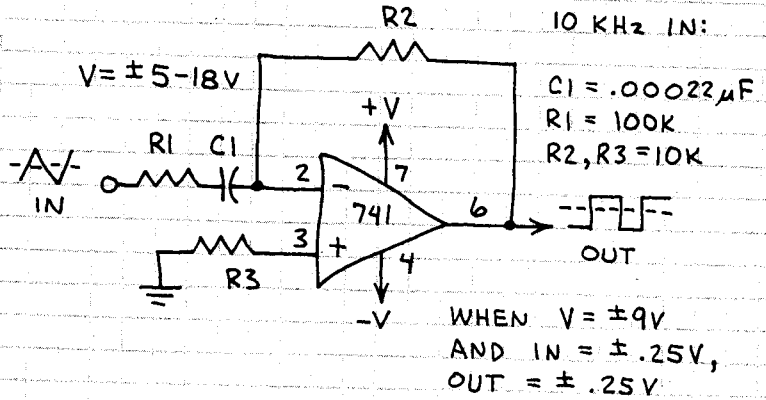 R2
10 KHz IN:
V = ± 5-18V
C1 = .00022µF
R1 = 100K
R2, R3 = 10K
+V
R1 C1
2 - 7
IN
741
6
3 +
4
OUT
R3
-V
WHEN V = ±9V
AND IN = ± .25V,
OUT = ± .25V